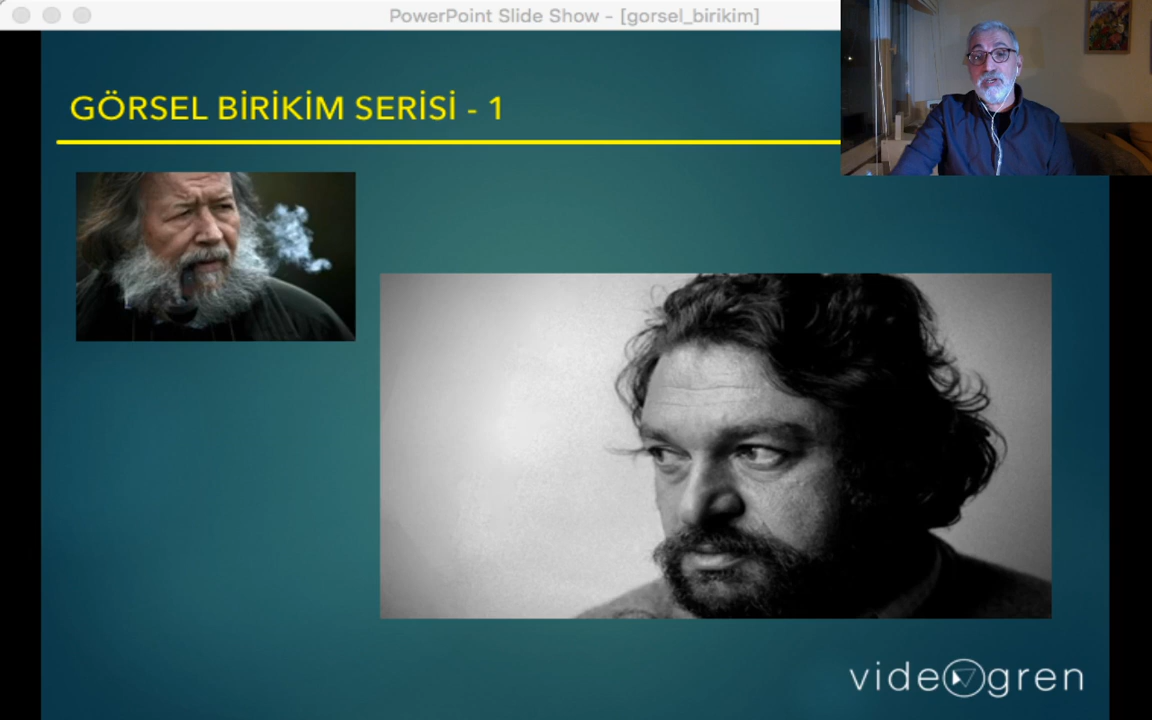 PowerPoint Slide Show - [gorsel_birikim]
GÖRSEL BİRİKİM SERİSİ - 1
videogren